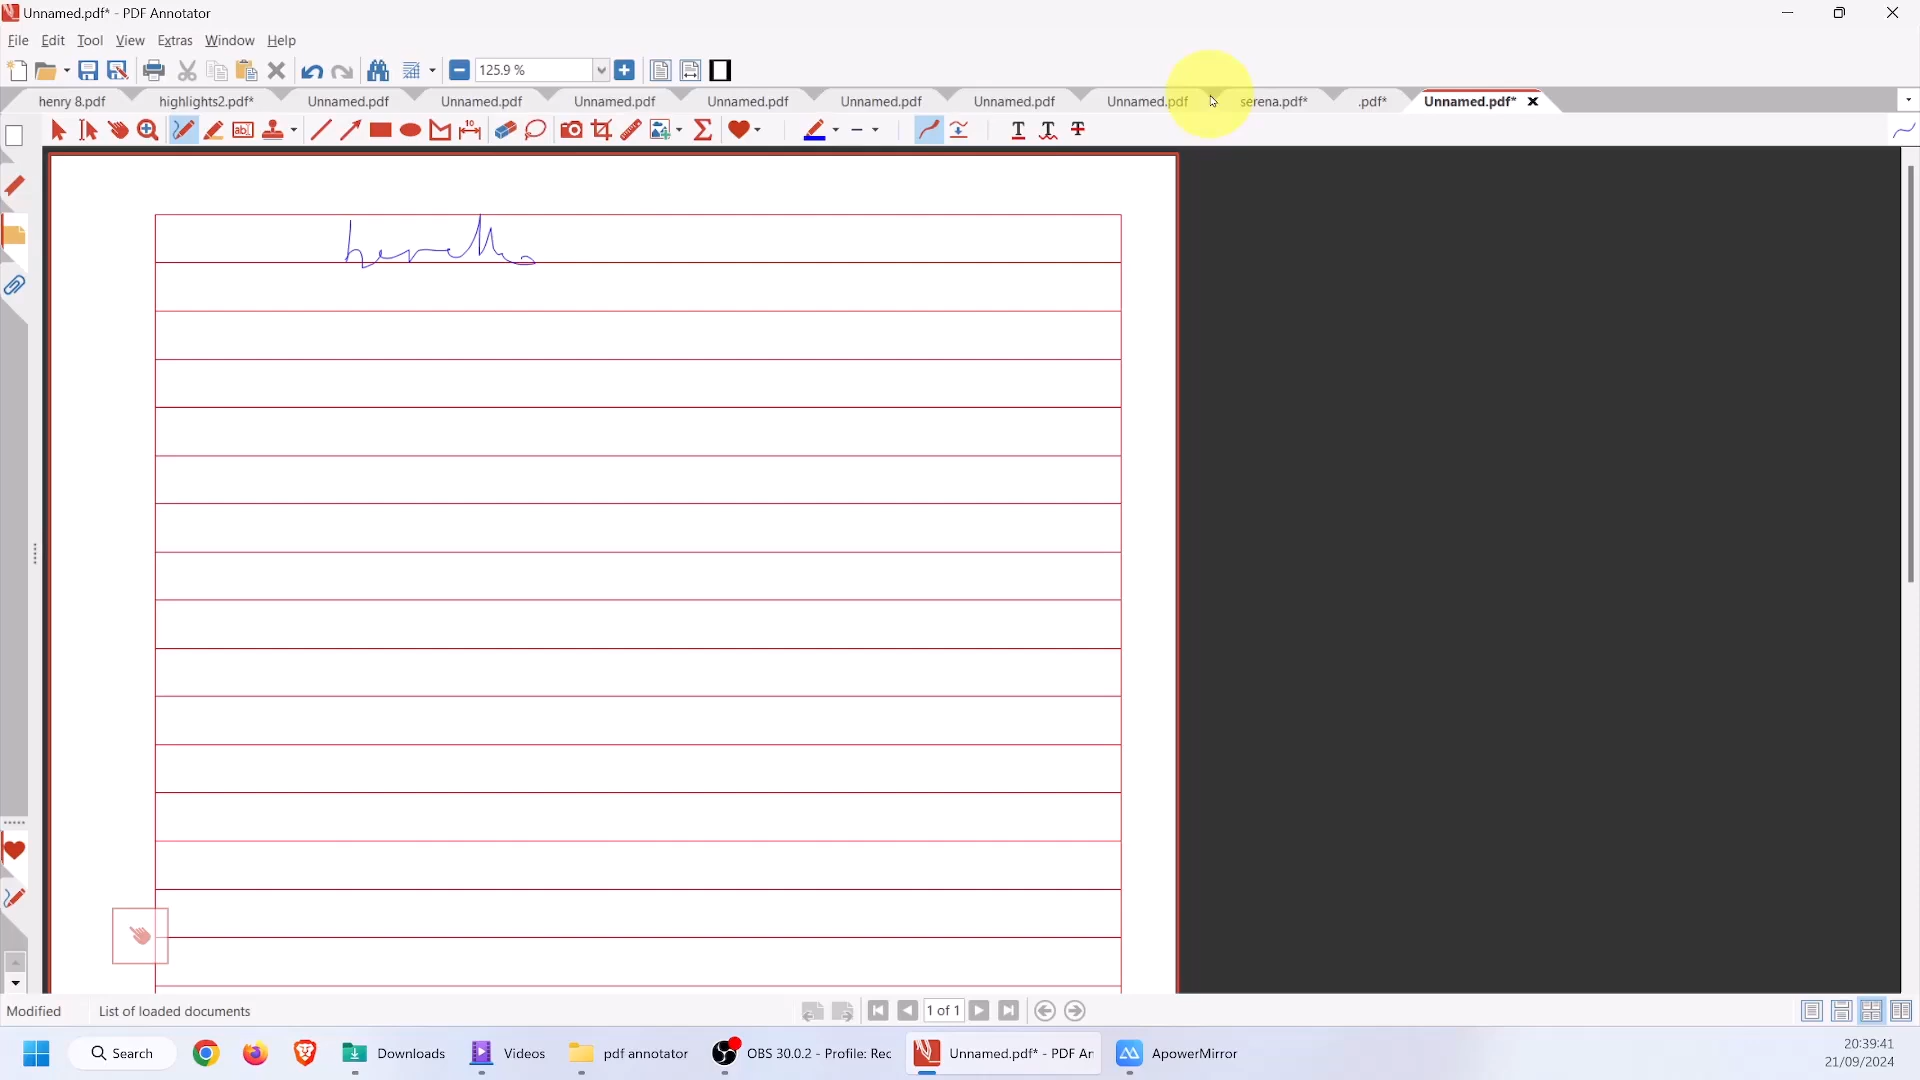 Unnamed.pdf* - PDF Annotator
File Edit Tool View Extras Window Help
125.9 %
henry 8.pdf highlights2.pdf* Unnamed.pdf Unnamed.pdf Unnamed.pdf Unnamed.pdf Unnamed.pdf Unnamed.pdf Unnamed.pdf serena.pdf* .pdf* Unnamed.pdf*
Modified List of loaded documents 1 of 1
Search Downloads Videos pdf annotator OBS 30.0.2 - Profile: Rec Unnamed.pdf* - PDF An ApowerMirror
20:39:41
21/09/2024